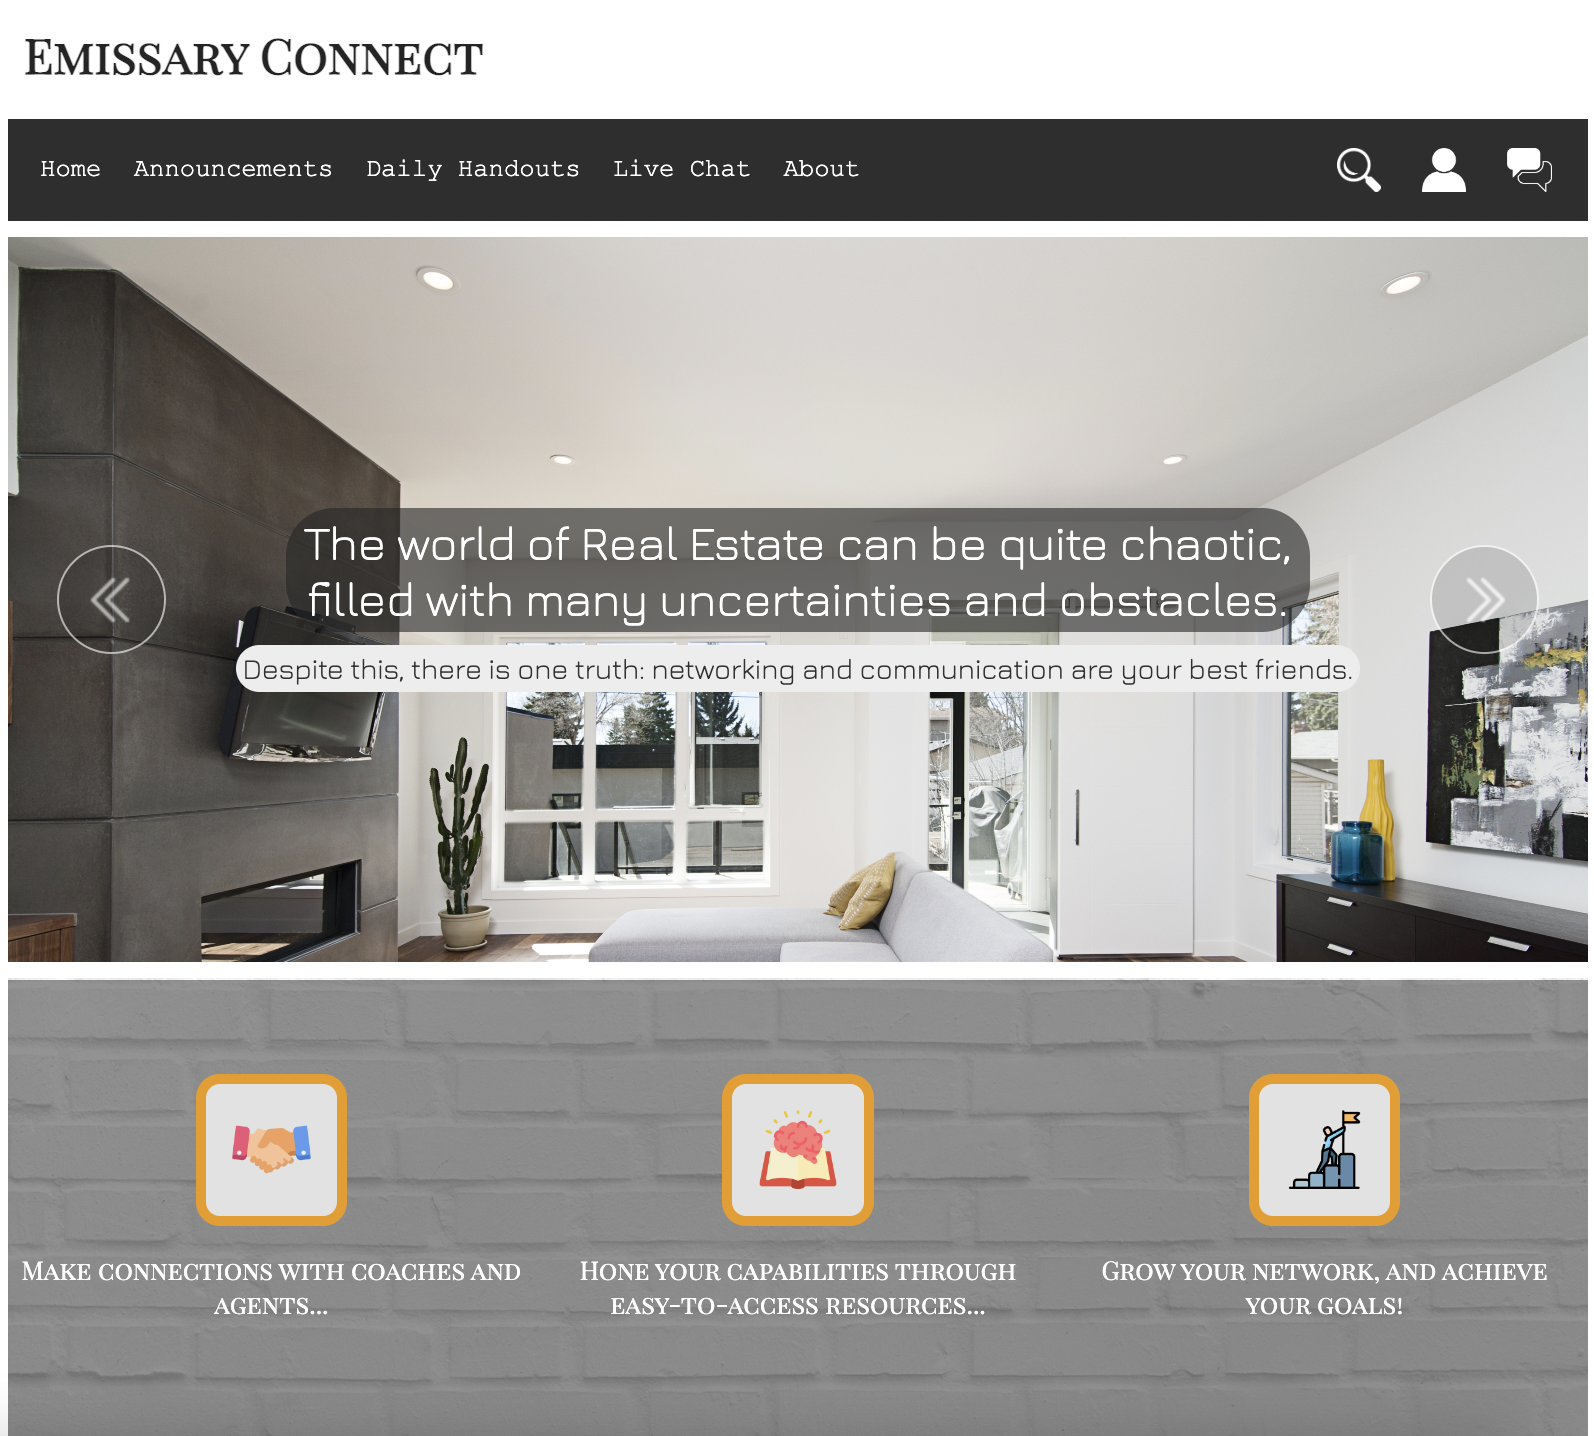 Emissary Connect
Home Announcements Daily Handouts Live Chat About
The world of Real Estate can be quite chaotic,
filled with many uncertainties and obstacles.
Despite this, there is one truth: networking and communication are your best friends.
Make connections with coaches and
agents...
Hone your capabilities through
easy-to-access resources...
Grow your network, and achieve
your goals!